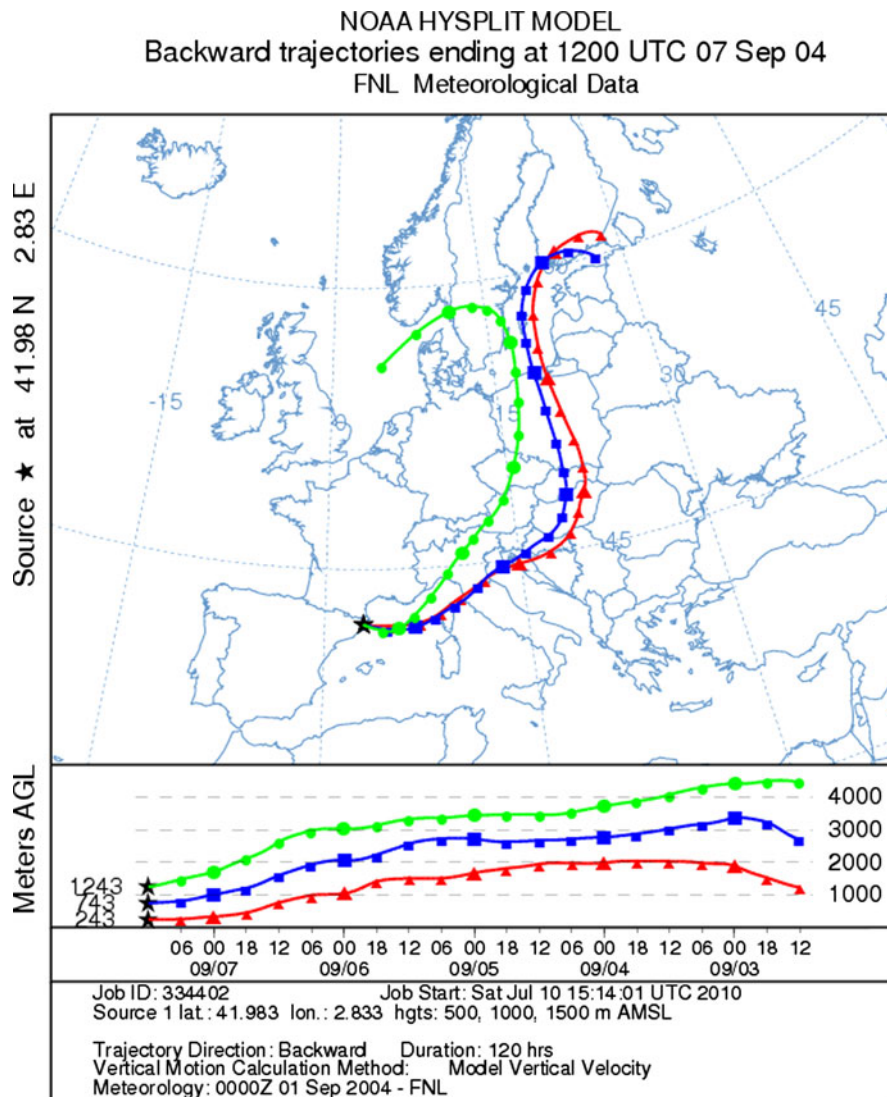 NOAA HYSPLIT MODEL
Backward trajectories ending at 1200 UTC 07 Sep 04
FNL Meteorological Data
Source ★ at 41.98 N 2.83 E
-15
0
15
30
45
45
Meters AGL
4000
3000
2000
1000
1243
743
243
06 00 18 12 06 00 18 12 06 00 18 12 06 00 18 12 06 00 18 12
09/07 09/06 09/05 09/04 09/03
Job ID: 334402 Job Start: Sat Jul 10 15:14:01 UTC 2010
Source 1 lat.: 41.983 lon.: 2.833 hgts: 500, 1000, 1500 m AMSL
Trajectory Direction: Backward Duration: 120 hrs
Vertical Motion Calculation Method: Model Vertical Velocity
Meteorology: 0000Z 01 Sep 2004 - FNL